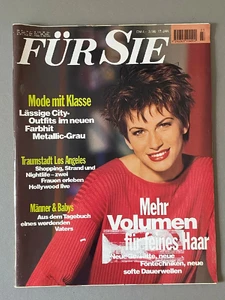 FÜR SIE
Mode mit Klasse
Lässige City-
Outfits im neuen
Farbhit
Metallic-Grau
Traumstadt Los Angeles
Shopping, Strand und
Nightlife – zwei
Frauen erleben
Hollywood live
Männer & Babys
Aus dem Tagebuch
eines werdenden
Vaters
Mehr
Volumen
für feines Haar
neue
Fontechniken, neue
softe Dauerwellen